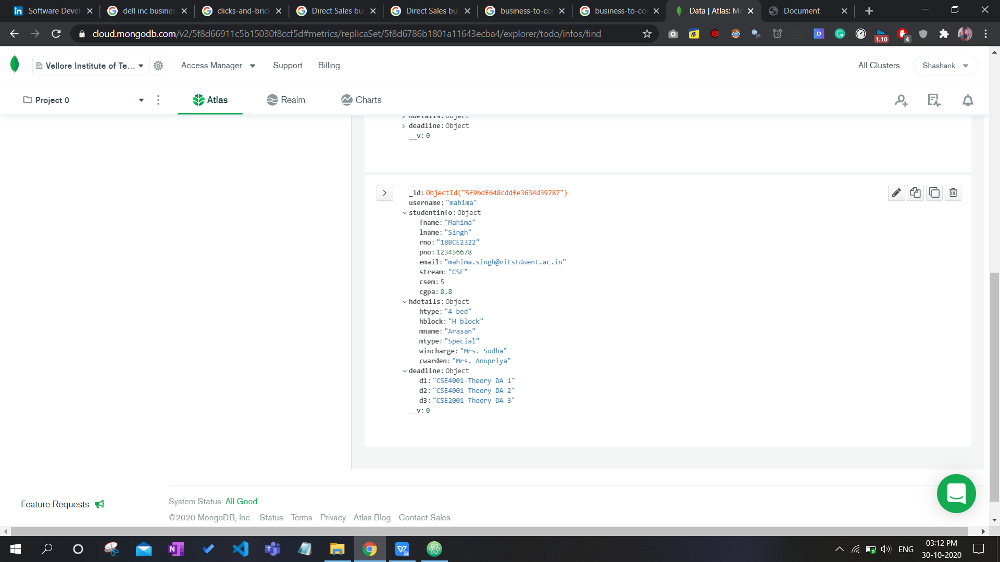 Software Devel
dell inc busines
clicks-and-brick
Direct Sales bus
Direct Sales bus
business-to-con
business-to-con
Data | Atlas: Mo
Document
cloud.mongodb.com/v2/5f8d66911c5b15030f8ccf5d#metrics/replicaSet/5f8d6786b1801a11643ecba4/explorer/todo/infos/find
1.10
4
Vellore Institute of Te...
Access Manager
Support
Billing
All Clusters
Shashank
Project 0
Atlas
Realm
Charts
hdetails: Object
deadline: Object
__v: 0
_id: ObjectId("5f9bdf648cddfe3634d39787")
username: "mahima"
studentinfo: Object
fname: "Mahima"
lname: "Singh"
rno: "18BCE2322"
pno: 123456678
email: "mahima.singh@vitstduent.ac.in"
stream: "CSE"
csem: 5
cgpa: 8.8
hdetails: Object
htype: "4 bed"
hblock: "H block"
mname: "Arasan"
mtype: "Special"
wincharge: "Mrs. Sudha"
cwarden: "Mrs. Anupriya"
deadline: Object
d1: "CSE4001-Theory DA 1"
d2: "CSE4001-Theory DA 2"
d3: "CSE2001-Theory DA 3"
__v: 0
Feature Requests
System Status: All Good
©2020 MongoDB, Inc. Status Terms Privacy Atlas Blog Contact Sales
ENG
03:12 PM
30-10-2020